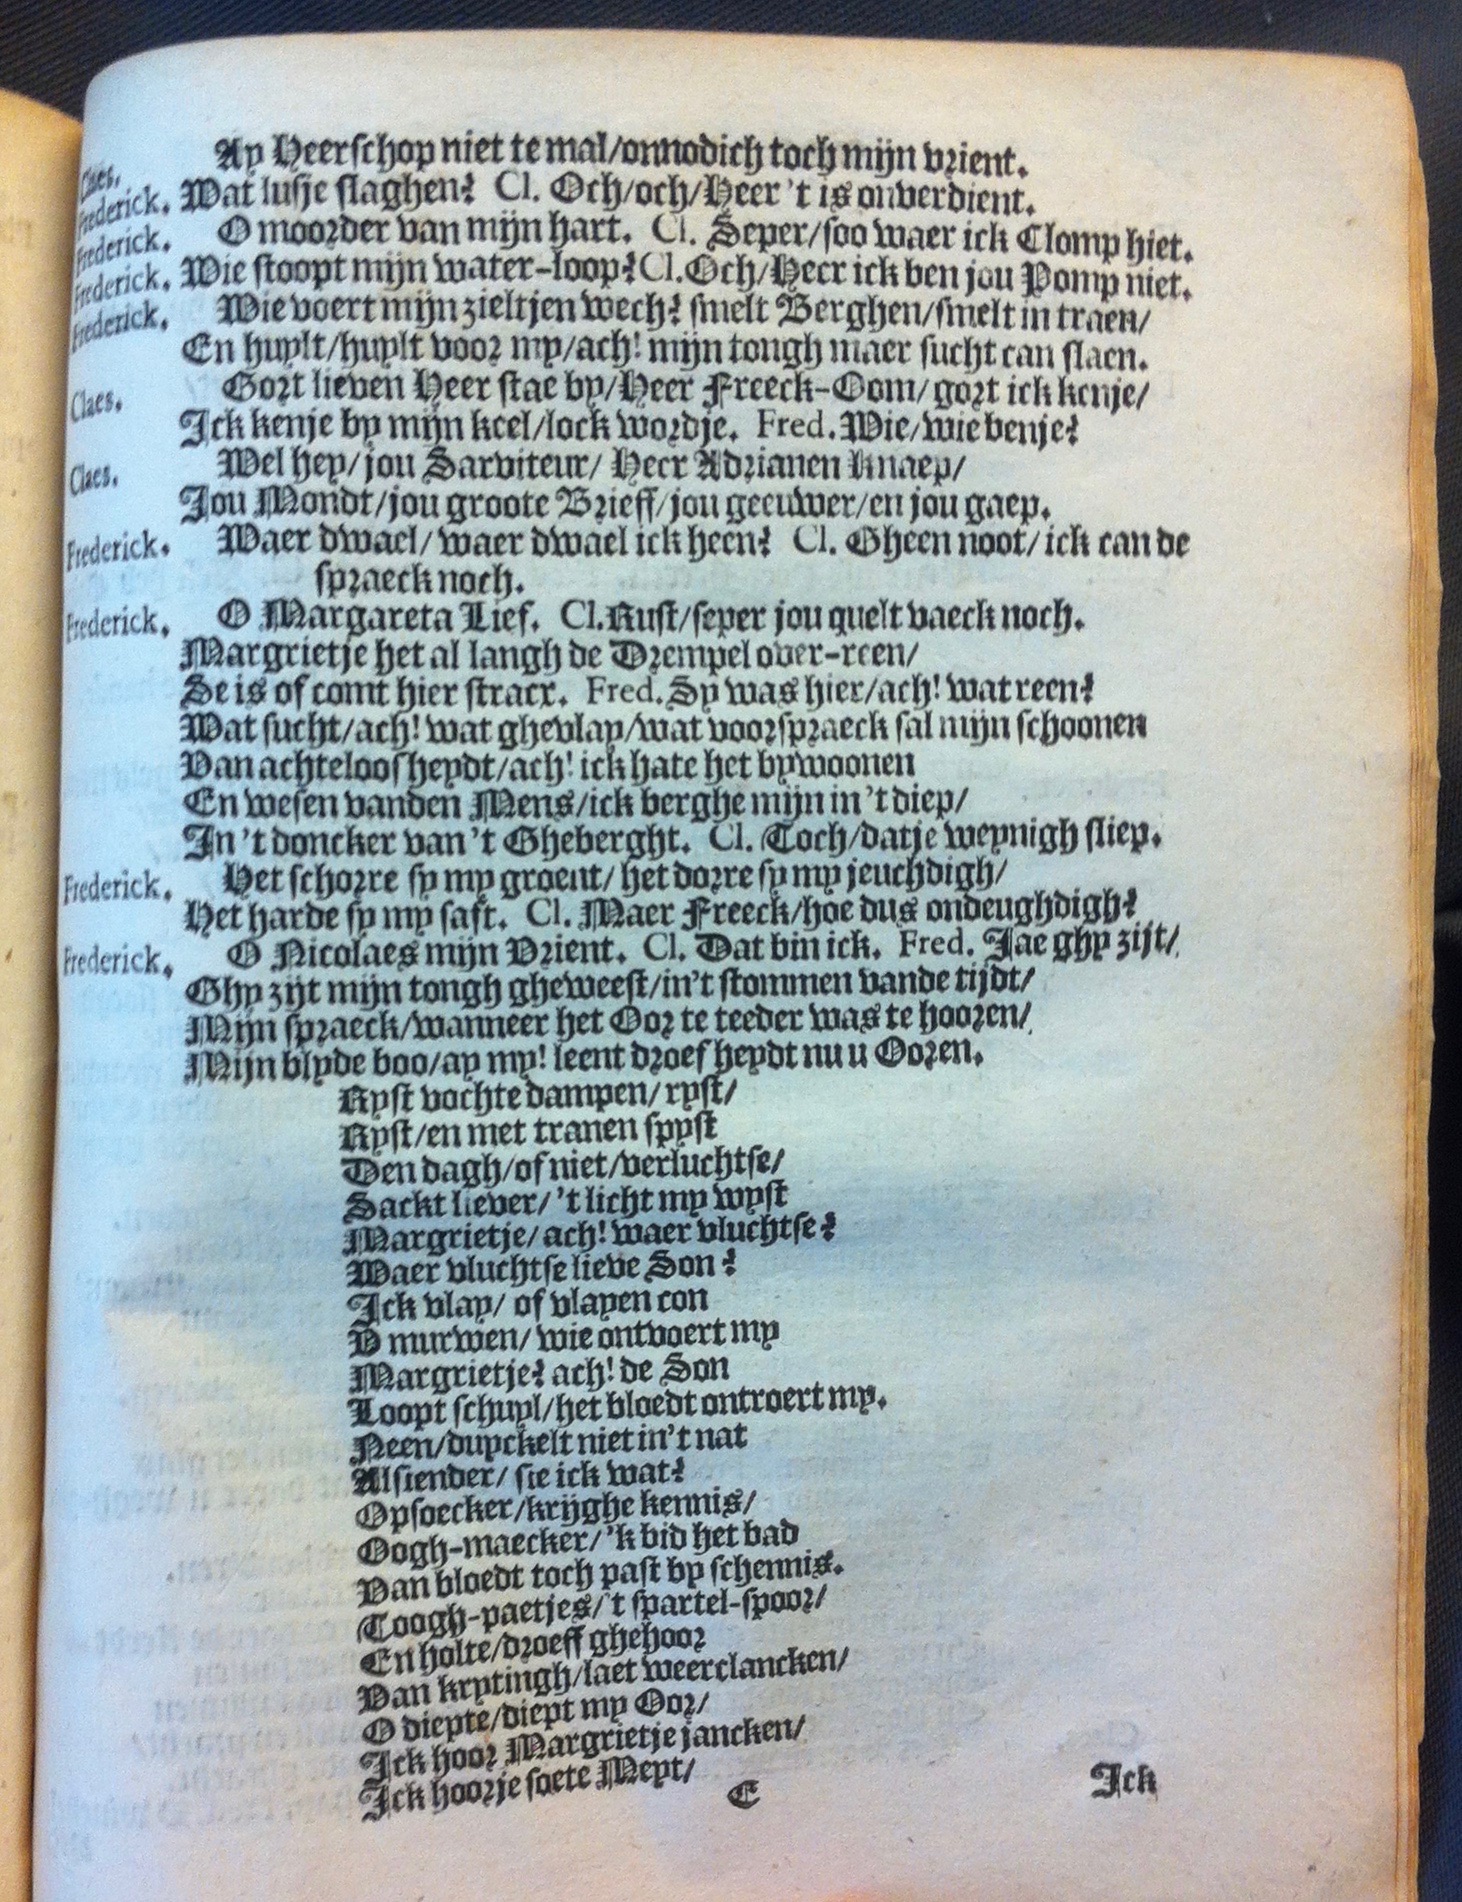 Claes. Ay Heerschop niet te mal/onnodich toch mijn vrient.
Frederick. Wat lusje slaghen? Cl. Och/och/Heer 't is onverdient.
Frederick. O moorder van mijn hart. Cl. Seper/soo waer ick Clomp hiet.
Frederick. Wie stoopt mijn water-loop? Cl. Och/Heer ick ben jou Pomp niet.
Frederick. Wie voert mijn zieltjen wech? smelt Berghen/smelt in traen/
En huylt/huylt voor my/ach! mijn tongh maer sucht can slaen.
Claes. Gort lieven Heer stae by/Heer Freeck-Oom/gort ick kenje/
Ick kenje by mijn keel/lock wordje. Fred. Wie/wie benje?
Claes. Wel hey/jou Sarviteur/Heer Adrianen Knaep/
Jou Mondt/jou groote Brieff/jou geeuwer/en jou gaep.
Frederick. Waer dwael/waer dwael ick heen? Cl. Gheen noot/ick can de
spraeck noch.
Frederick. O Margareta Lief. Cl. Rust/seper jou quelt vaeck noch.
Margrietje het al langh de Drempel over-reen/
Se is of comt hier stracx. Fred. Sy was hier/ach! wat reen?
Wat sucht/ach! wat ghevlay/wat voorspraeck sal mijn schoonen
Van achteloosheydt/ach! ick hate het bywoonen
En wesen vanden Mens/ick berghe mijn in 't diep/
In 't doncker van 't Gheberght. Cl. Toch/datje weynigh sliep.
Frederick. Het schorre sy my groent/het dorre sy my jeuchdigh/
Het harde sy my saft. Cl. Maer Freeck/hoe dus ondeughdigh?
Frederick. O Nicolaes mijn Vrient. Cl. Dat bin ick. Fred. Jae ghy zijt/
Ghy zijt mijn tongh gheweest/in't stommen vande tijdt/
Mijn spraeck/wanneer het Oor te teeder was te hooren/
Mijn blyde boo/ay my! leent droefheydt nu u Ooren.
Ryst vochte dampen/ryst/
Ryst/en met tranen spyst
Den dagh/of niet/verluchtse/
Sackt liever/'t licht my wyst
Margrietje/ach! waer vluchtse?
Waer vluchtse lieve Son?
Ick vlay/of vlayen con
V murwen/wie ontvoert my
Margrietje? ach! de Son
Loopt schuyl/het bloedt ontroert my.
Neen/duyckelt niet in't nat
Alsiender/sie ick wat?
Opsoecker/krijghe kennis/
Oogh-maecker/'k bid het bad
Van bloedt toch past by schennis.
Toogh-paetjes/'t spartel-spoor/
En holte/droeff ghehoor
Van krytingh/laet weerclancken/
O diepte/diept my Oor/
Ick hoor Margrietje jancken/
Ick hoorje soete Meyt/
C Ick